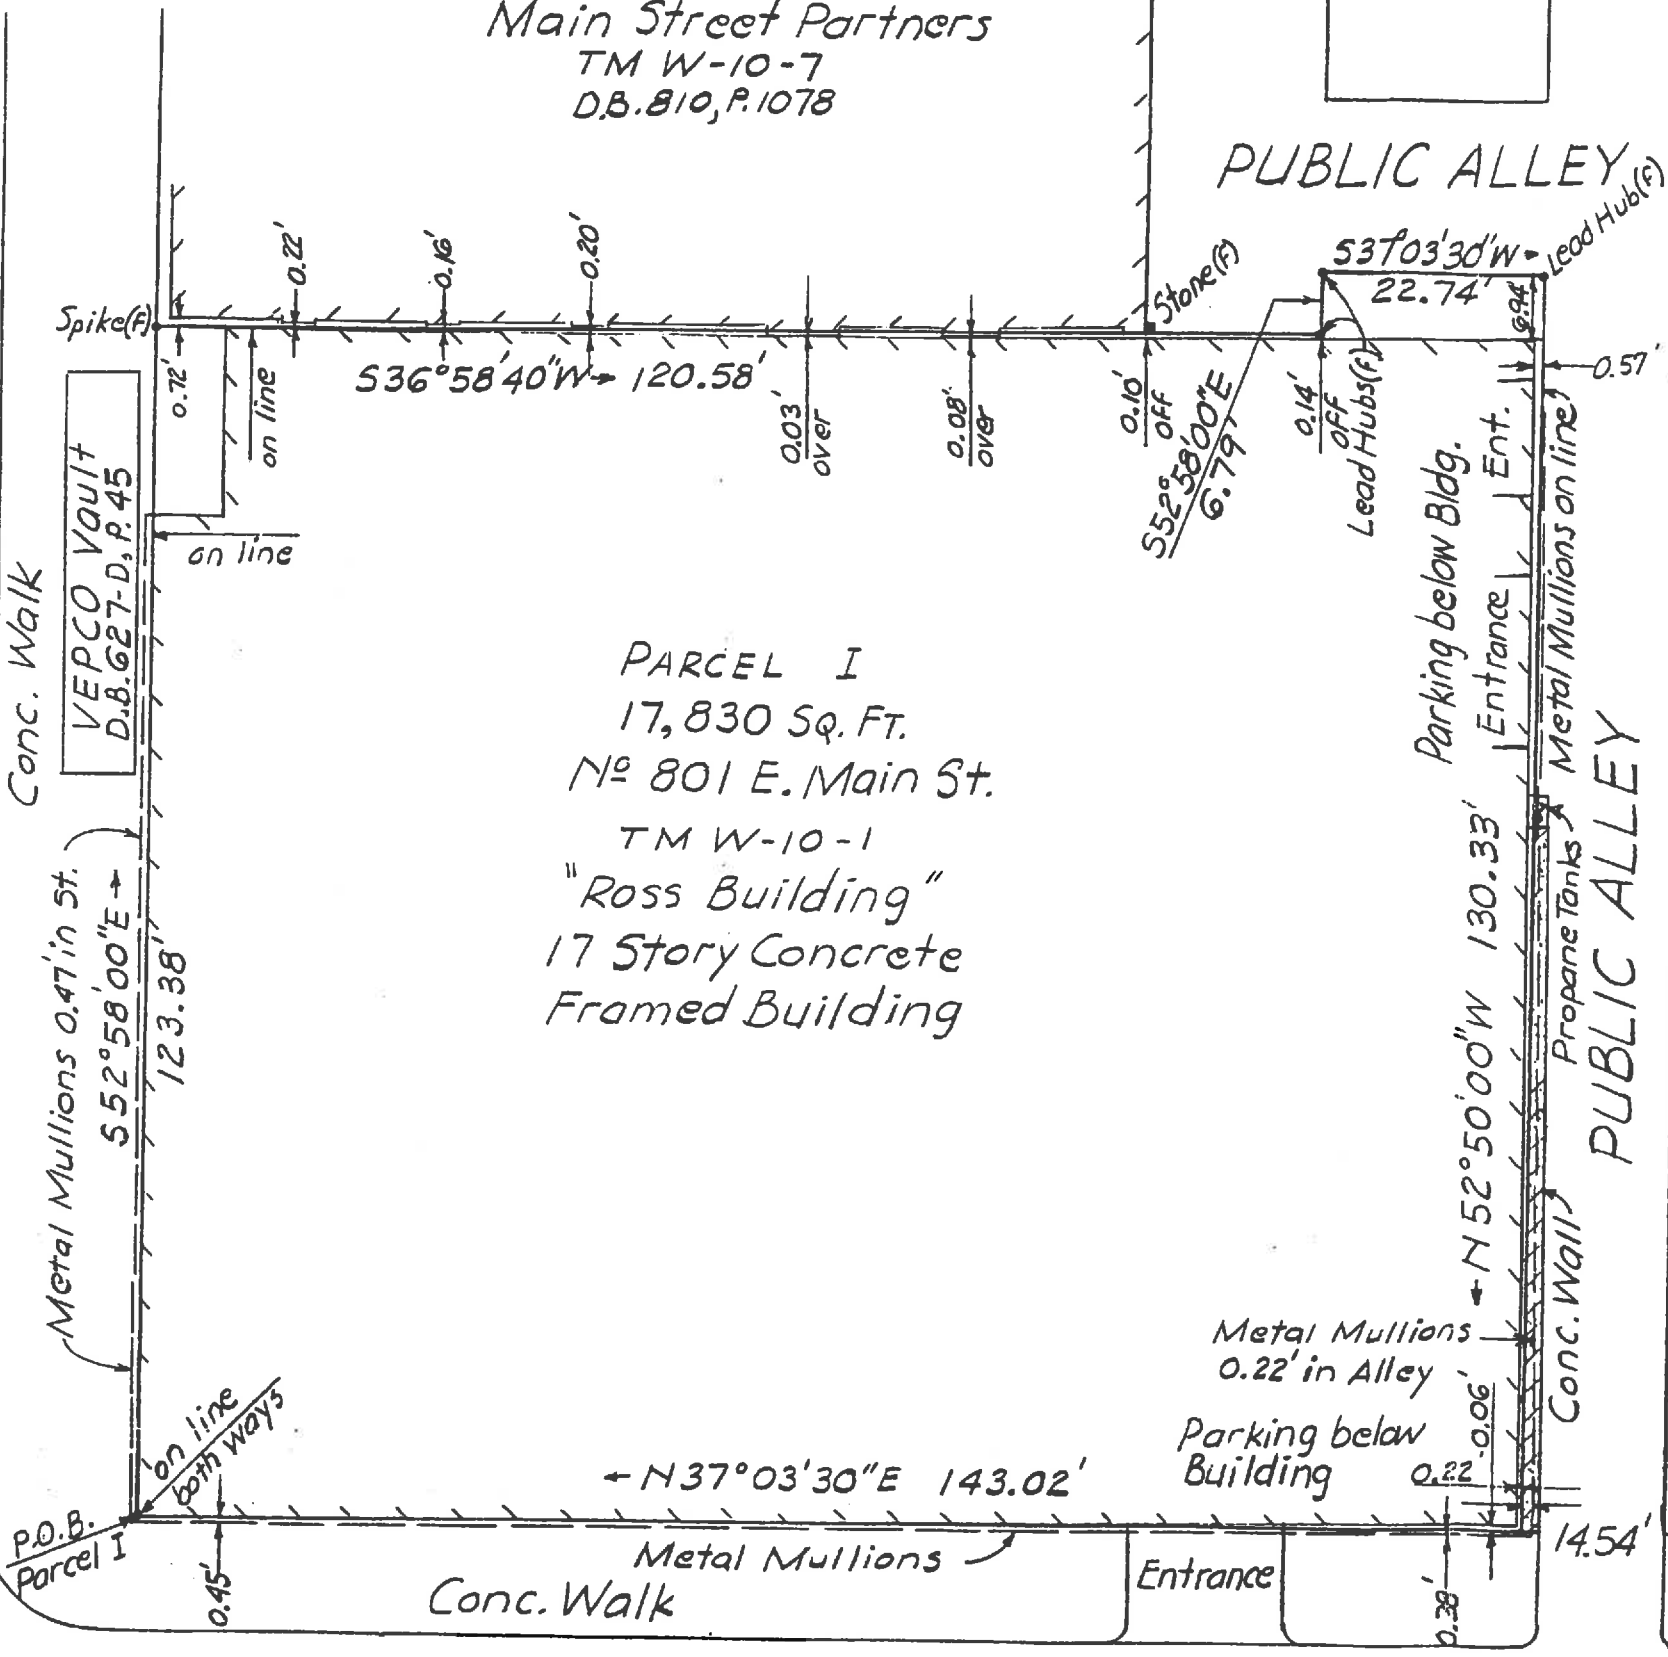 Main Street Partners
TM W-10-7
D.B. 810, P. 1078
PUBLIC ALLEY
Lead Hub(f)
S37°03'30"W
22.74'
6.94'
Stone(f)
0.22'
0.16'
0.20'
Spike(f)
0.72'
on line
S36°58'40"W 120.58'
0.03'
over
0.08'
over
0.10'
off
S52°58'00"E
6.79'
0.14'
off
Lead Hubs(f)
0.57'
Metal Mullions on line
Ent.
Parking below Bldg.
Entrance
VEPCO Vault
D.B. 627-D, P. 45
on line
Conc. Walk
PARCEL I
17,830 SQ. FT.
Nº 801 E. Main St.
TM W-10-1
"Ross Building"
17 Story Concrete
Framed Building
Metal Mullions 0.47' in St.
S52°58'00"E
123.38'
N52°50'00"W 130.33'
Propane Tanks
PUBLIC ALLEY
Conc. Wall
Metal Mullions
0.22' in Alley
0.06'
Parking below
Building
0.22'
on line
both ways
N37°03'30"E 143.02'
P.O.B.
Parcel I
0.45'
Metal Mullions
Conc. Walk
Entrance
0.38'
14.54'